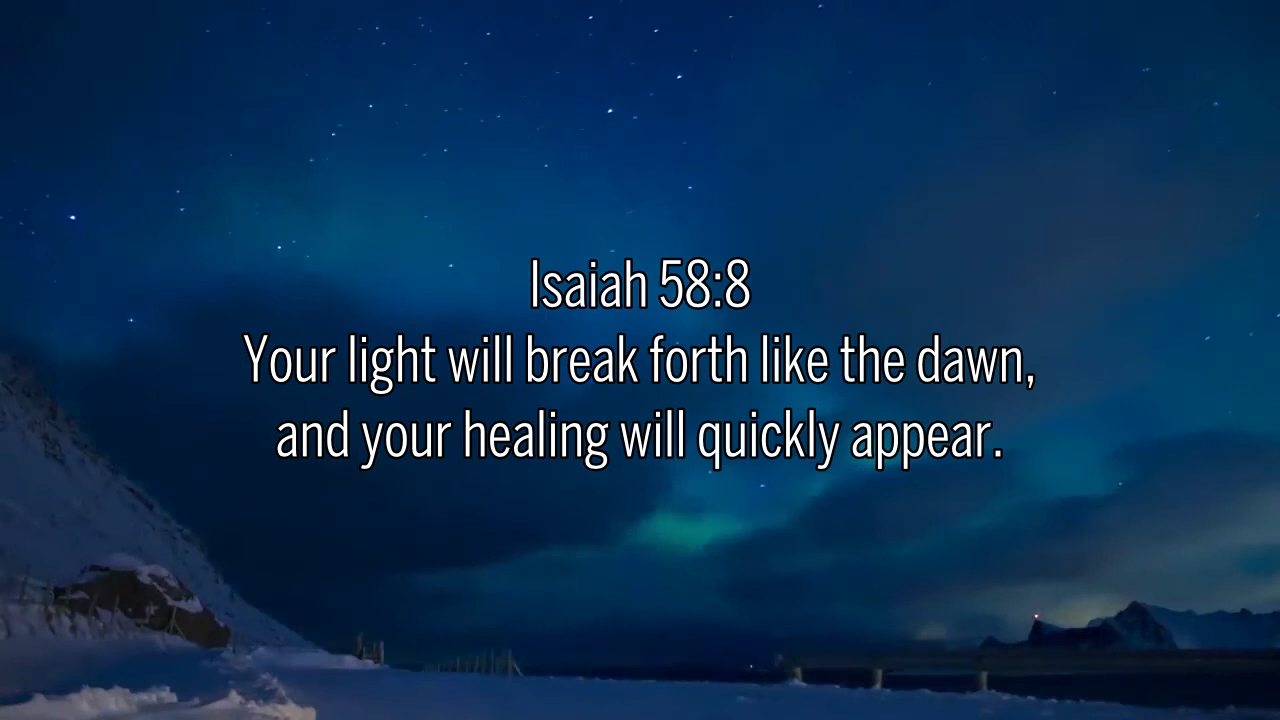 Isaiah 58:8
Your light will break forth like the dawn,
and your healing will quickly appear.